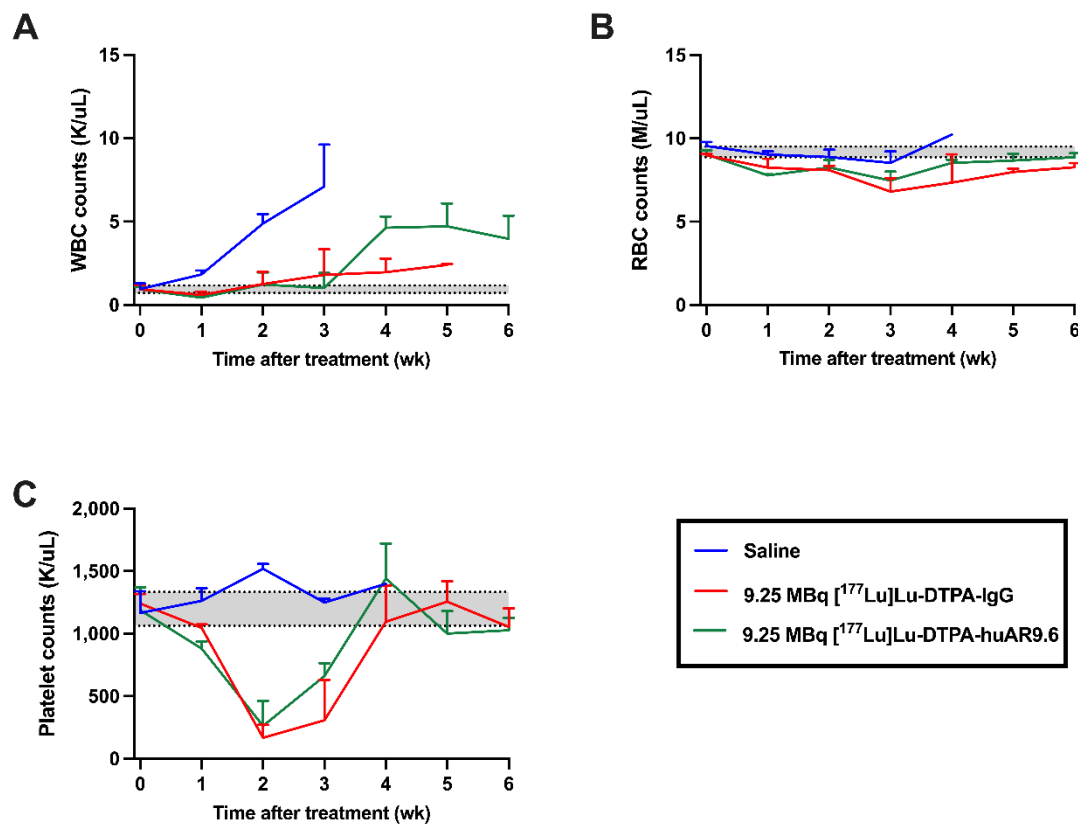 A
WBC counts (K/uL)
15
10
5
0
0 1 2 3 4 5 6
Time after treatment (wk)
B
RBC counts (M/uL)
15
10
5
0
0 1 2 3 4 5 6
Time after treatment (wk)
C
Platelet counts (K/uL)
2,000
1,500
1,000
500
0
0 1 2 3 4 5 6
Time after treatment (wk)
Saline
9.25 MBq [¹⁷⁷Lu]Lu-DTPA-IgG
9.25 MBq [¹⁷⁷Lu]Lu-DTPA-huAR9.6